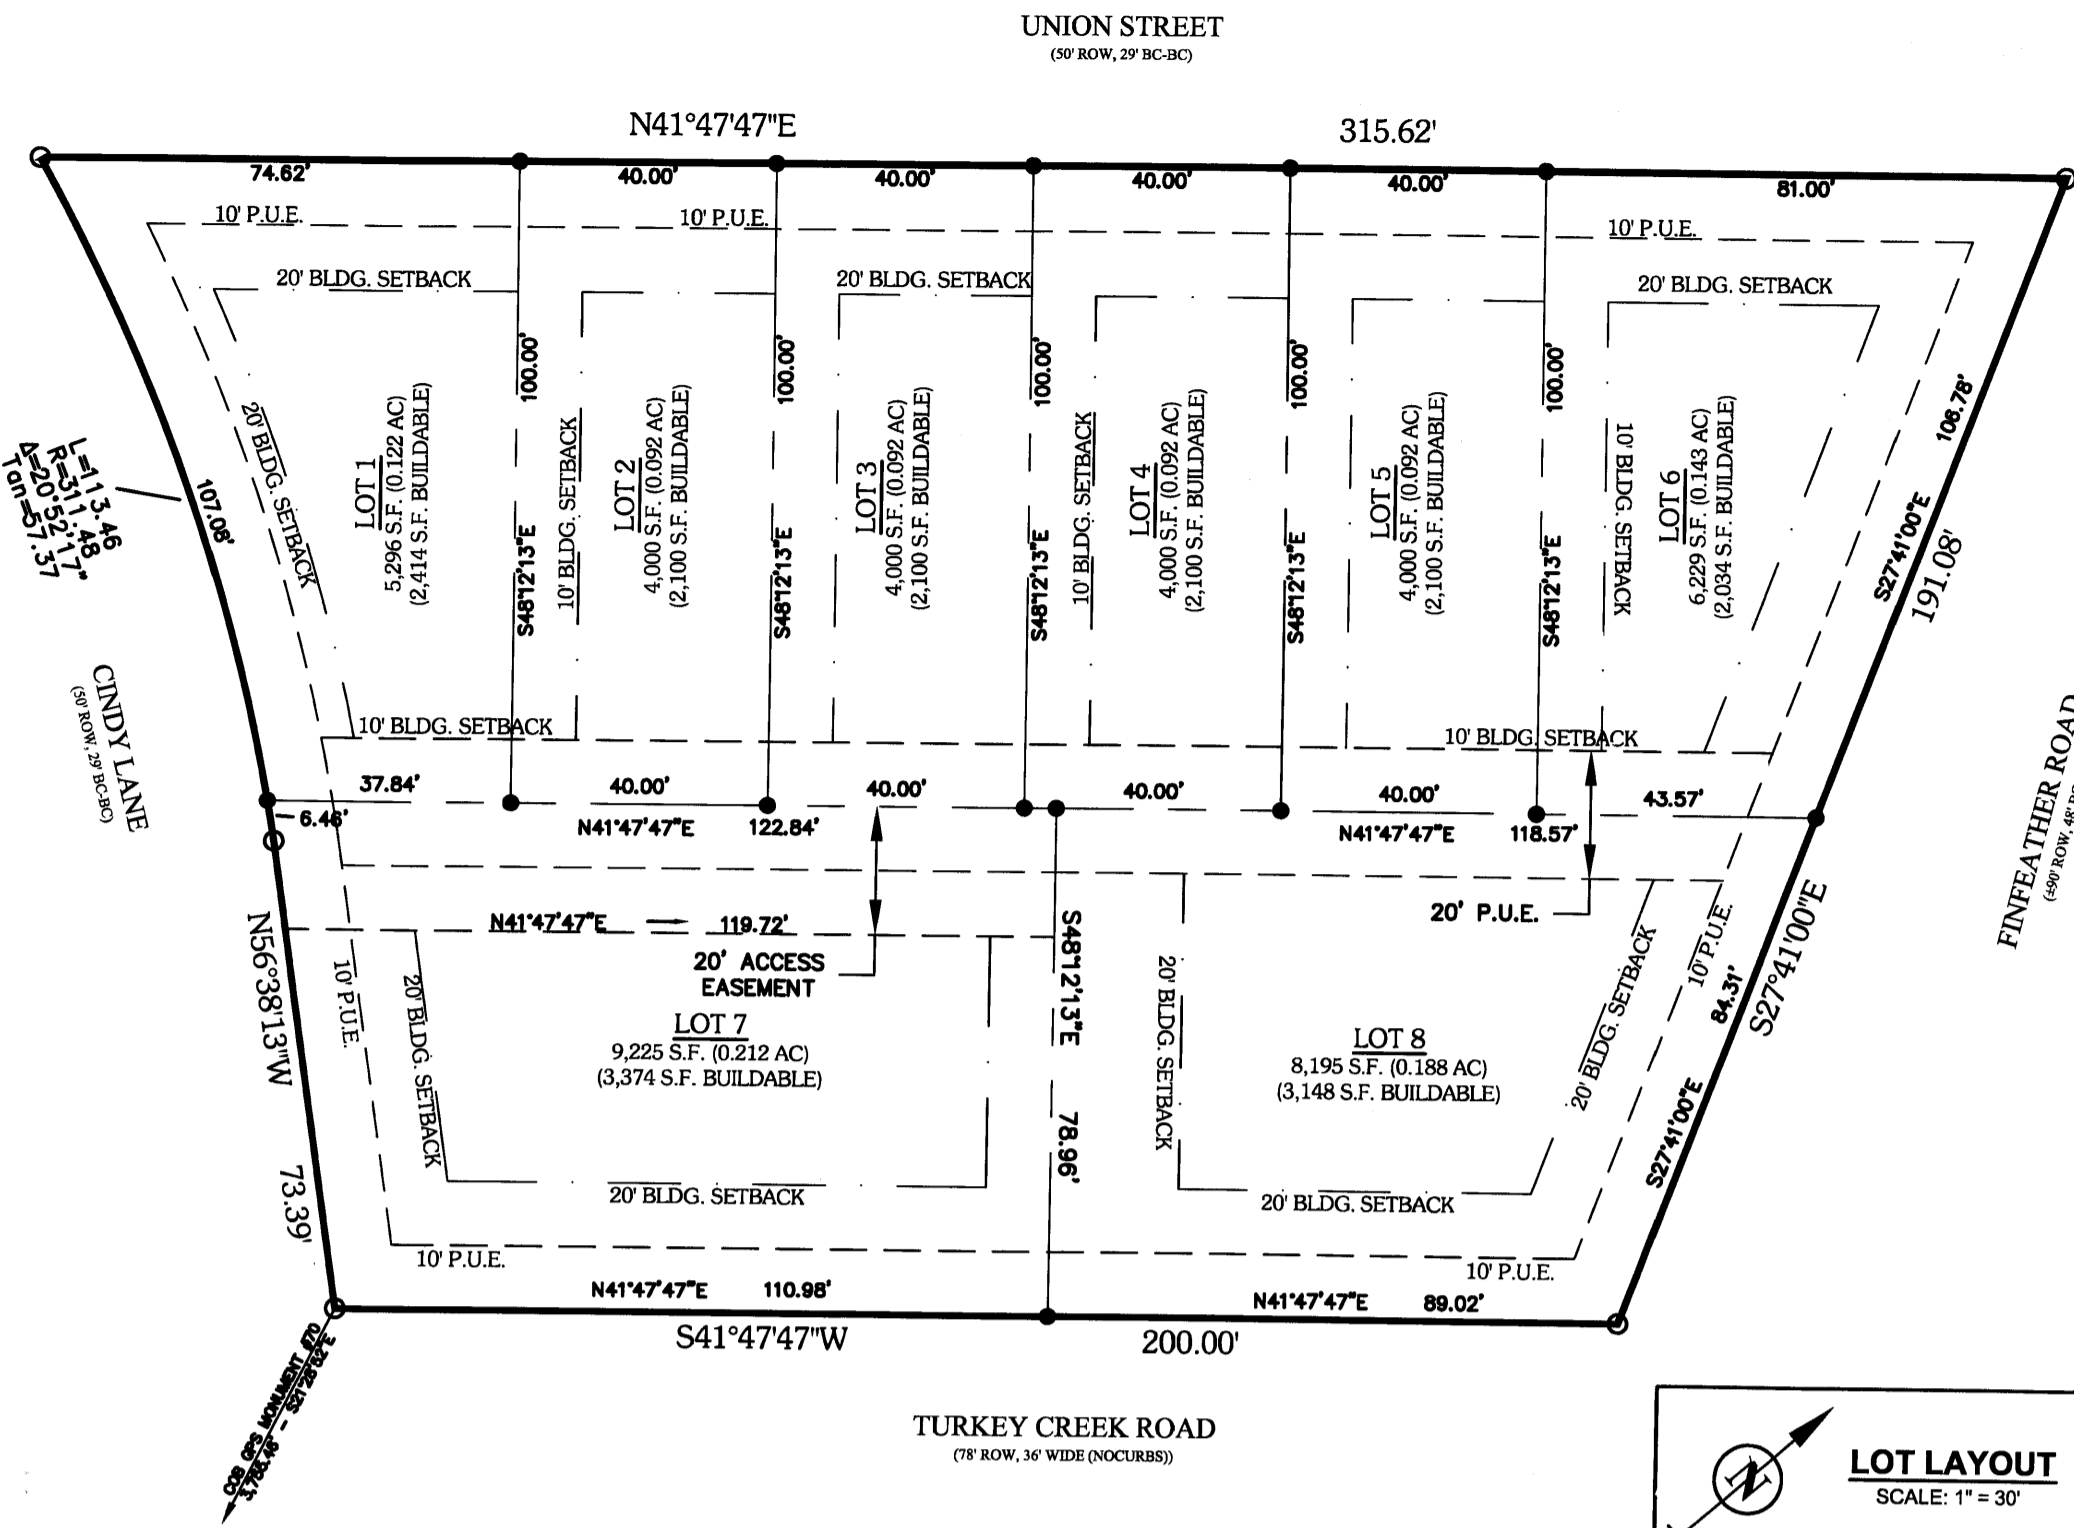 UNION STREET
(50' ROW, 29' BC-BC)
N41°47'47"E
315.62'
74.62'
40.00'
40.00'
40.00'
40.00'
81.00'
10' P.U.E.
10' P.U.E.
10' P.U.E.
20' BLDG. SETBACK
20' BLDG. SETBACK
20' BLDG. SETBACK
L=113.46
R=311.48
Δ=20°52'17"
Tan=57.37
107.08'
20' BLDG. SETBACK
LOT 1
5,296 S.F. (0.122 AC)
(2,414 S.F. BUILDABLE)
100.00'
S48°12'13"E
10' BLDG. SETBACK
LOT 2
4,000 S.F. (0.092 AC)
(2,100 S.F. BUILDABLE)
100.00'
S48°12'13"E
LOT 3
4,000 S.F. (0.092 AC)
(2,100 S.F. BUILDABLE)
100.00'
S48°12'13"E
10' BLDG. SETBACK
LOT 4
4,000 S.F. (0.092 AC)
(2,100 S.F. BUILDABLE)
100.00'
S48°12'13"E
LOT 5
4,000 S.F. (0.092 AC)
(2,100 S.F. BUILDABLE)
100.00'
S48°12'13"E
10' BLDG. SETBACK
LOT 6
6,229 S.F. (0.143 AC)
(2,034 S.F. BUILDABLE)
106.78'
S27°41'00"E
191.08'
CINDY LANE
(50' ROW, 29' BC-BC)
FINFEATHER ROAD
(±90' ROW, 48'
10' BLDG. SETBACK
10' BLDG. SETBACK
37.84'
40.00'
40.00'
40.00'
40.00'
43.57'
6.46'
N41°47'47"E
122.84'
N41°47'47"E
118.57'
N41°47'47"E
119.72'
20' ACCESS
EASEMENT
20' P.U.E.
N56°38'13"W
73.39'
10' P.U.E.
20' BLDG. SETBACK
LOT 7
9,225 S.F. (0.212 AC)
(3,374 S.F. BUILDABLE)
S48°12'13"E
78.96'
20' BLDG. SETBACK
LOT 8
8,195 S.F. (0.188 AC)
(3,148 S.F. BUILDABLE)
20' BLDG. SETBACK
10' P.U.E.
84.31'
S27°41'00"E
S27°41'00"E
20' BLDG. SETBACK
20' BLDG. SETBACK
10' P.U.E.
10' P.U.E.
N41°47'47"E
110.98'
N41°47'47"E
89.02'
S41°47'47"W
200.00'
COB GPS MONUMENT #70
3,766.46' - S21°28'52"E
TURKEY CREEK ROAD
(78' ROW, 36' WIDE (NOCURBS))
N
LOT LAYOUT
SCALE: 1" = 30'